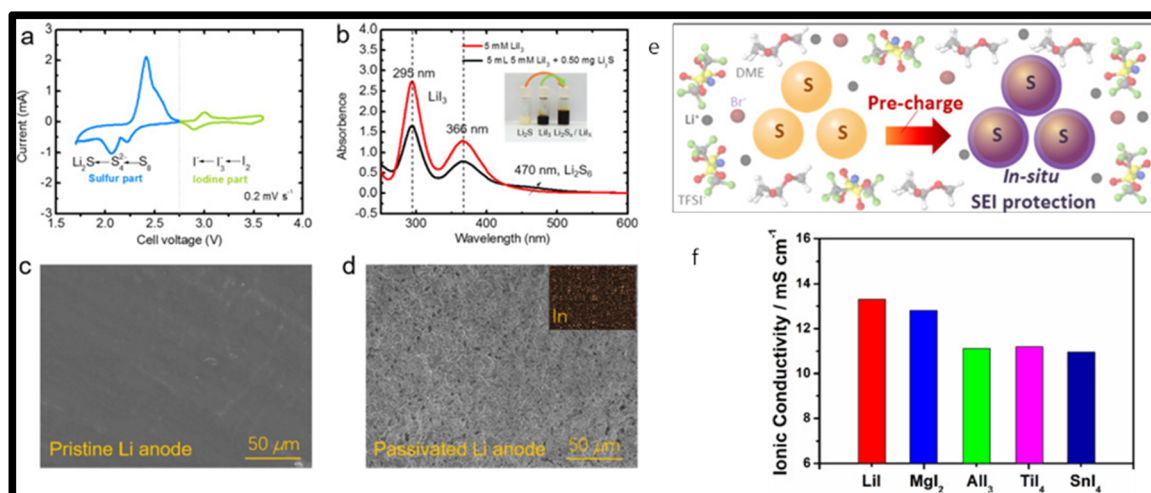 a
3
2
1
0
-1
-2
-3
Current (mA)
Li₂S
S₄²⁻
S₈
Sulfur part
I⁻
I₃⁻
I₂
Iodine part
0.2 mV s⁻¹
1.5 2.0 2.5 3.0 3.5 4.0
Cell voltage (V)
b
4.0
3.5
3.0
2.5
2.0
1.5
1.0
0.5
0.0
-0.5
Absorbence
5 mM LiI₃
5 mL 5 mM LiI₃ + 0.50 mg Li₂S
295 nm
LiI₃
366 nm
Li₂S LiI₃
470 nm, Li₂S₆
300 400 500 600
Wavelength (nm)
c
Pristine Li anode
50 μm
d
In
Passivated Li anode
50 μm
e
DME
Br⁻
Li⁺
TFSI⁻
S
S
S
Pre-charge
S
S
S
In-situ
SEI protection
f
Ionic Conductivity / mS cm⁻¹
16
14
12
10
8
6
LiI MgI₂ AlI₃ TiI₄ SnI₄